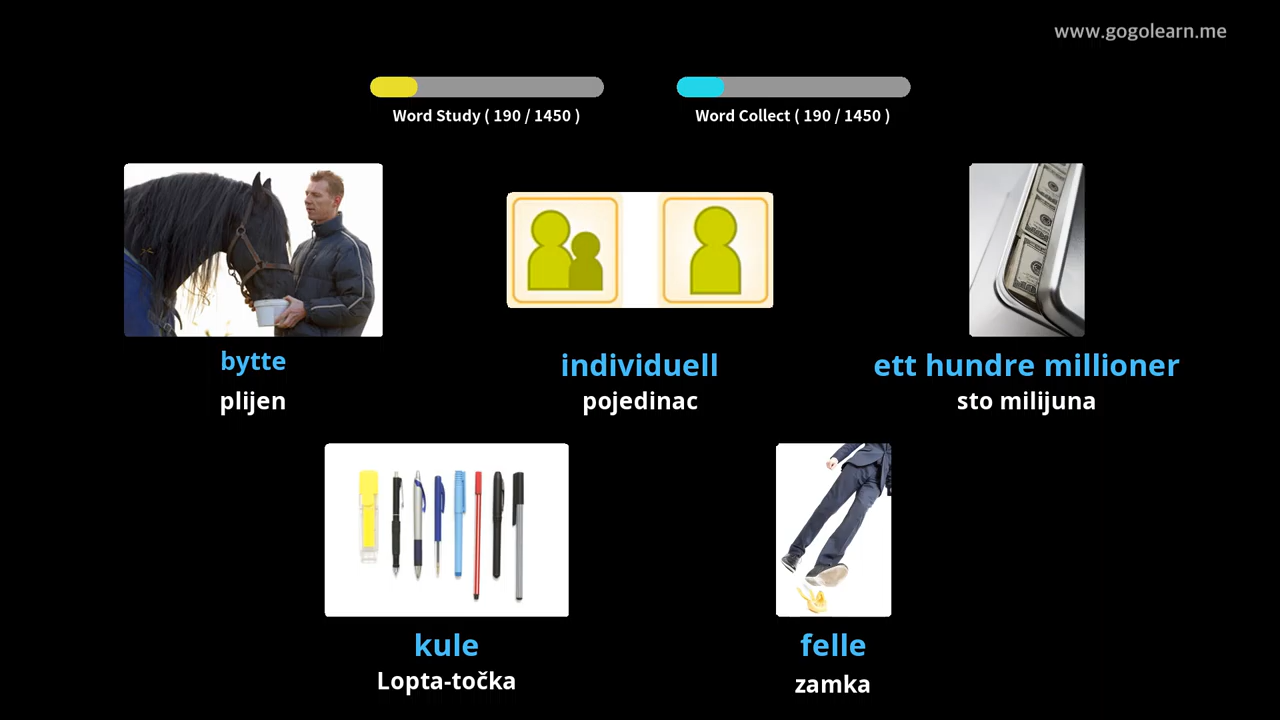 www.gogolearn.me
Word Study ( 190 / 1450 )
Word Collect ( 190 / 1450 )
bytte
plijen
individuell
pojedinac
ett hundre millioner
sto milijuna
kule
Lopta-točka
felle
zamka